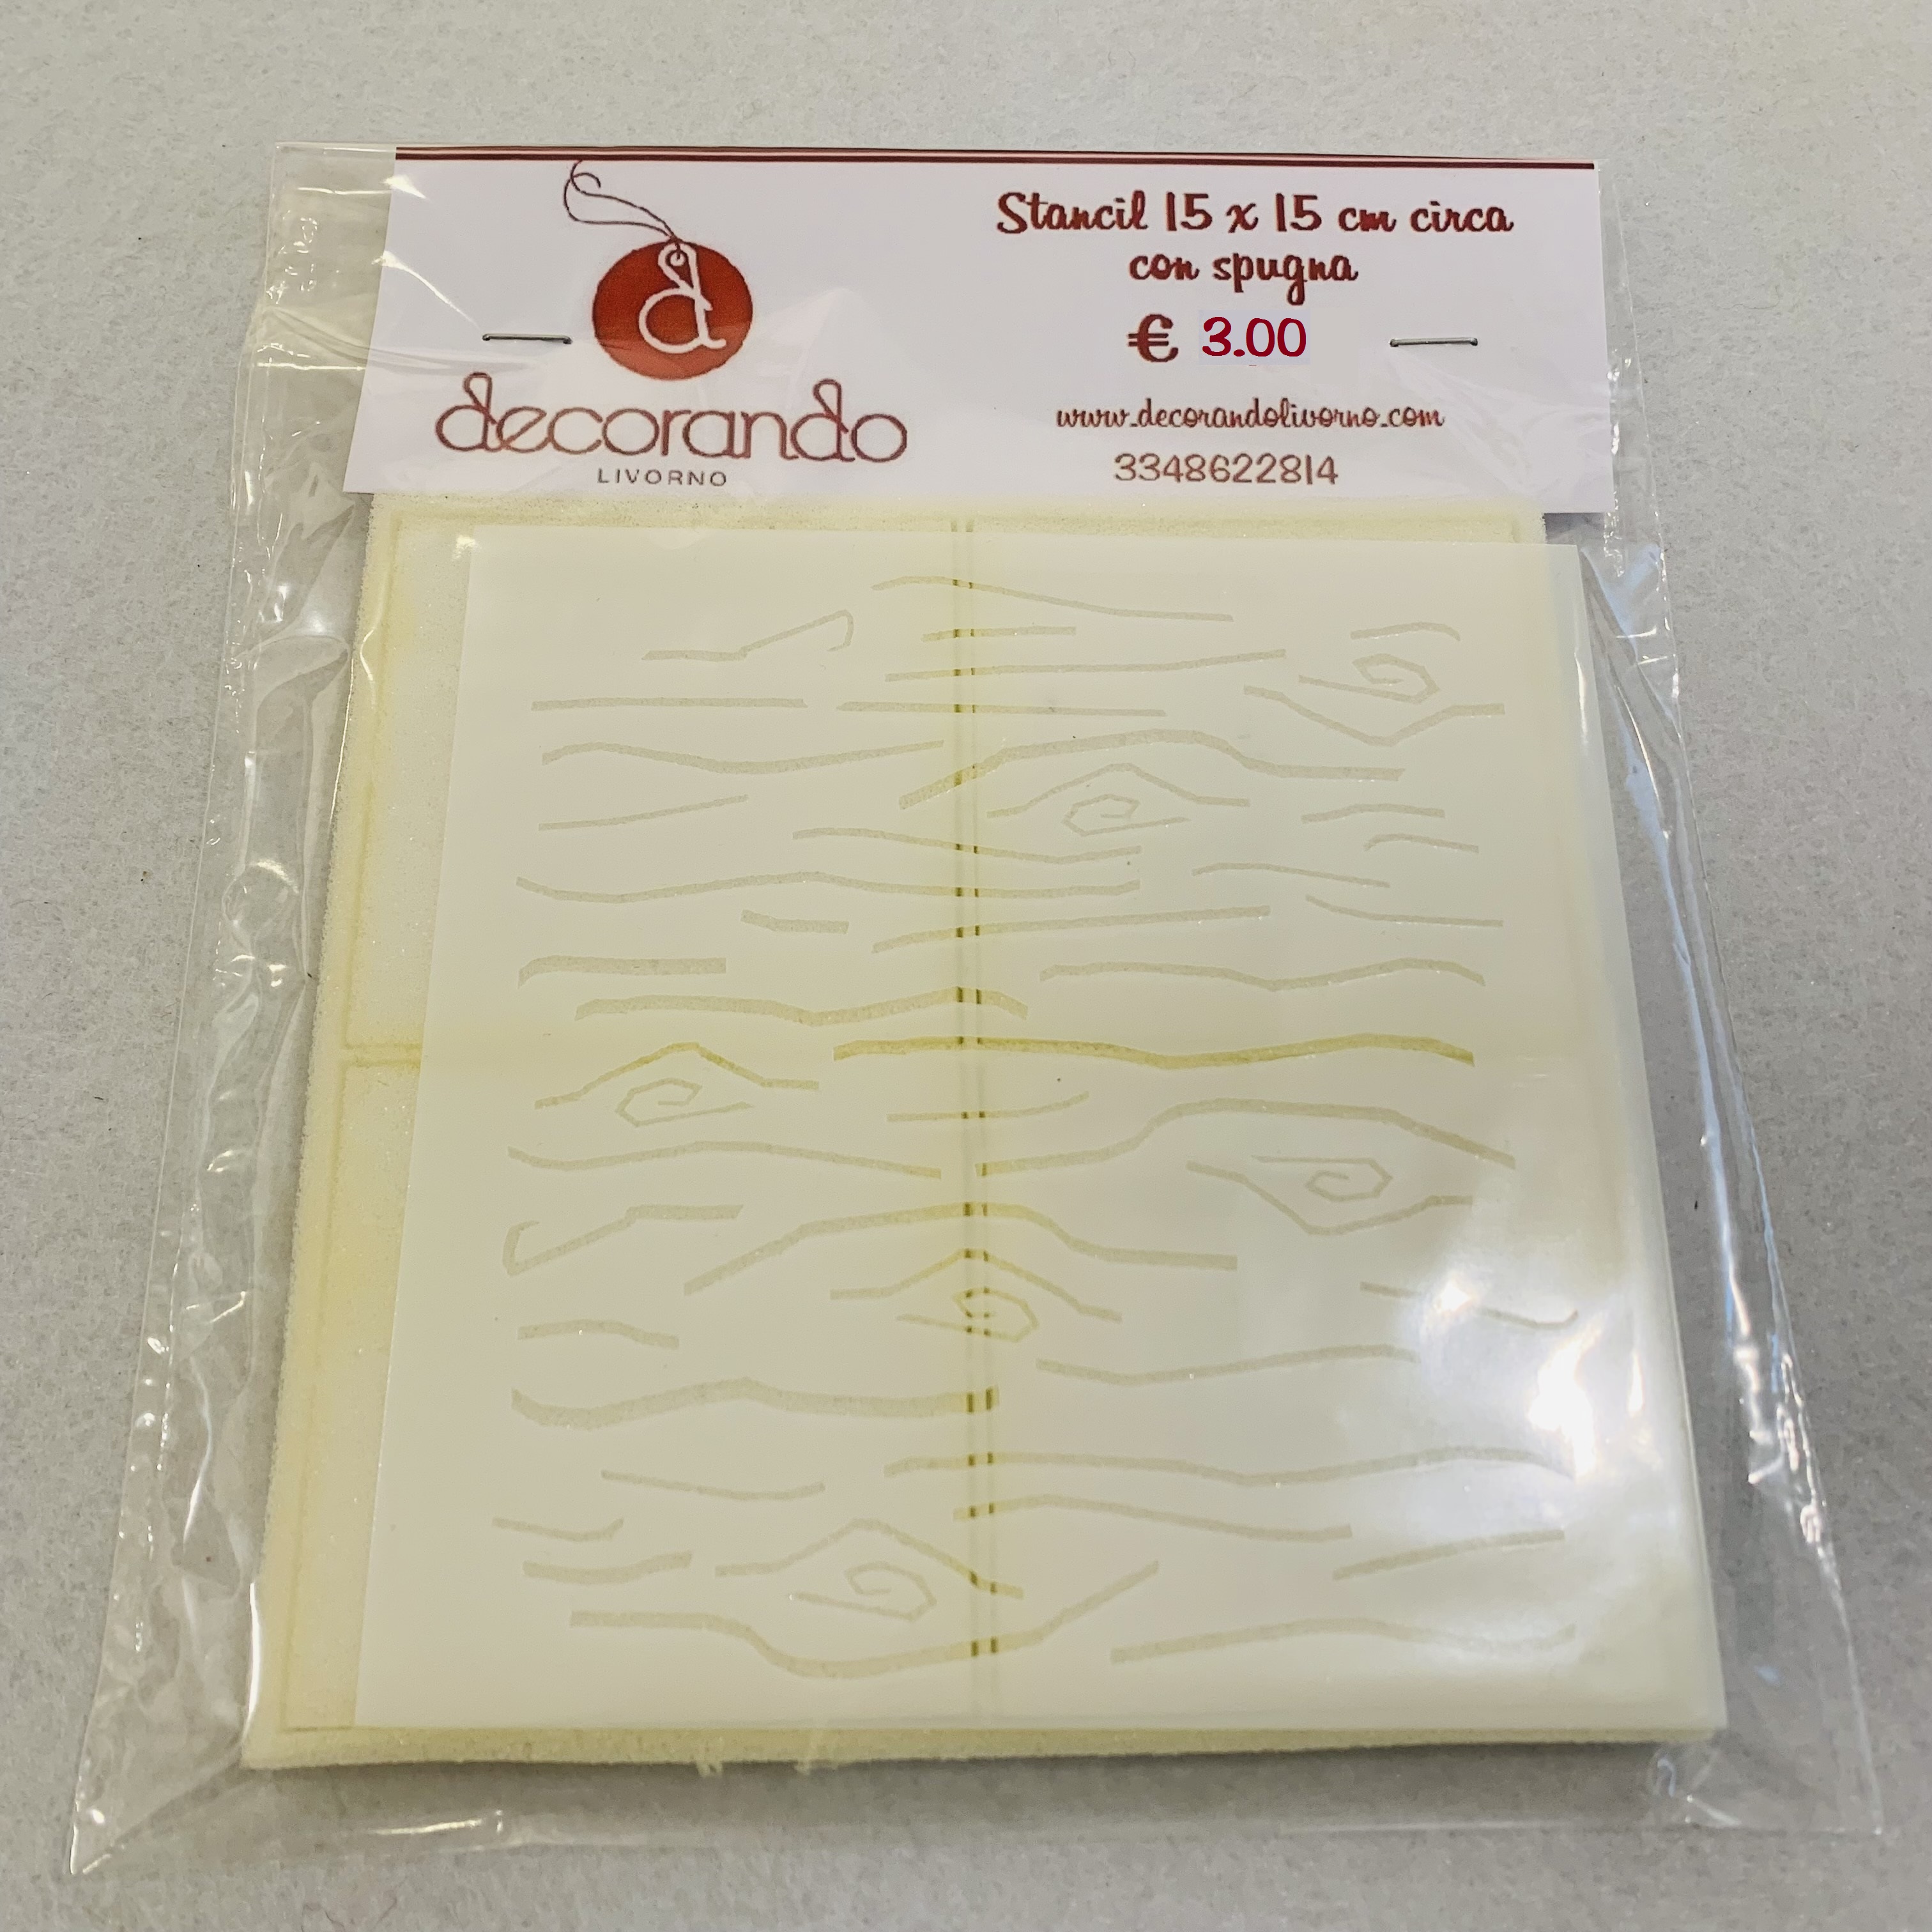 d
decorando
LIVORNO
Stancil 15 x 15 cm circa
con spugna
€ 3.00
www.decorandolivorno.com
3348622814